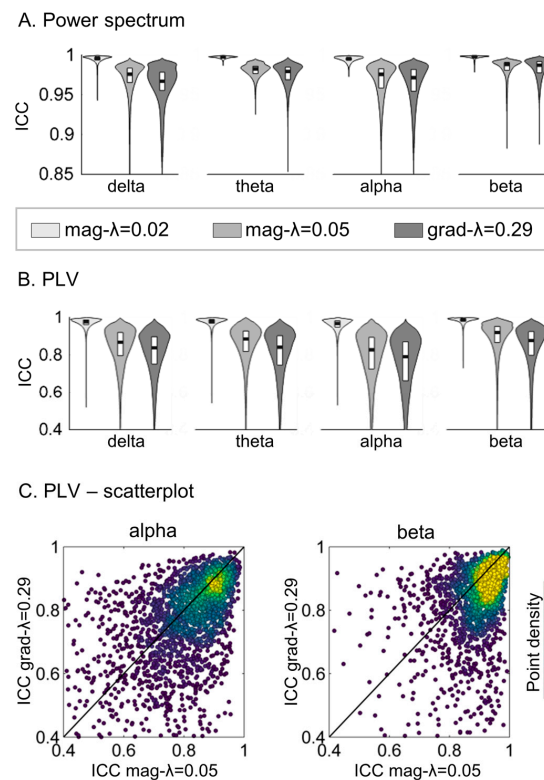 A. Power spectrum
1
0.95
0.9
0.85
ICC
delta theta alpha beta
mag-λ=0.02 mag-λ=0.05 grad-λ=0.29
B. PLV
1
0.8
0.6
0.4
ICC
delta theta alpha beta
C. PLV – scatterplot
alpha beta
1 1
0.8 0.8
0.6 0.6
0.4 0.4
ICC grad-λ=0.29 ICC grad-λ=0.29
Point density
0.4 0.6 0.8 1 0.4 0.6 0.8 1
ICC mag-λ=0.05 ICC mag-λ=0.05